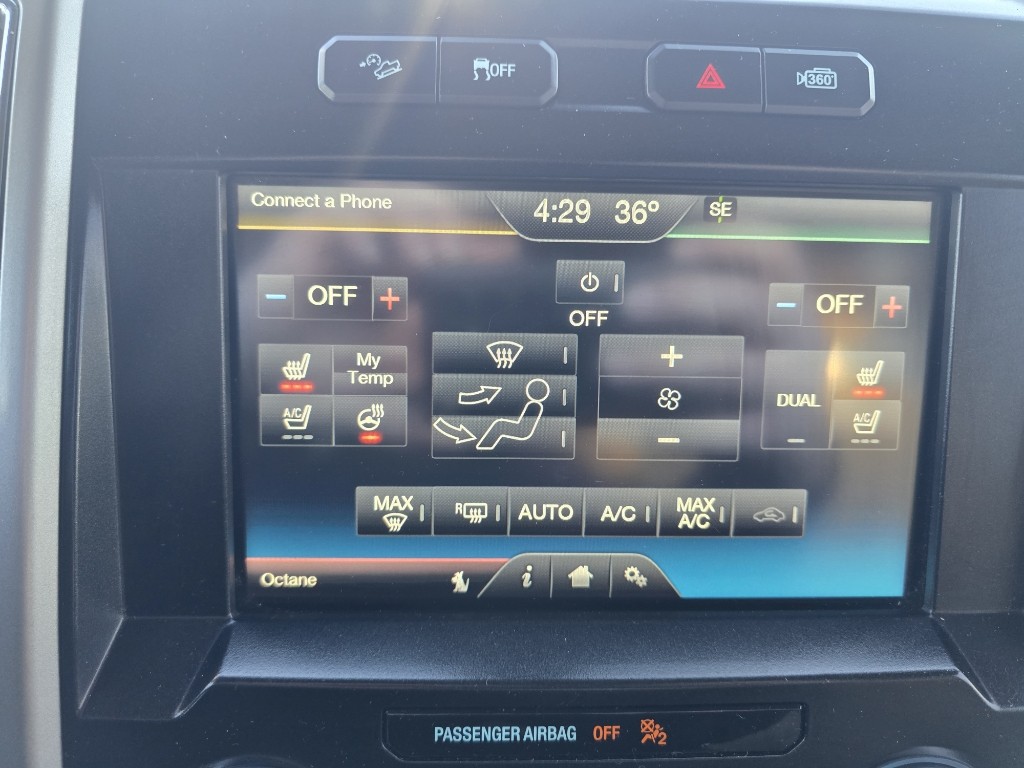 OFF
360°
Connect a Phone
4:29 36° SE
OFF
OFF
OFF
My
Temp
A/C
DUAL
A/C
MAX
R
AUTO
A/C
MAX
A/C
Octane
i
PASSENGER AIRBAG OFF
2